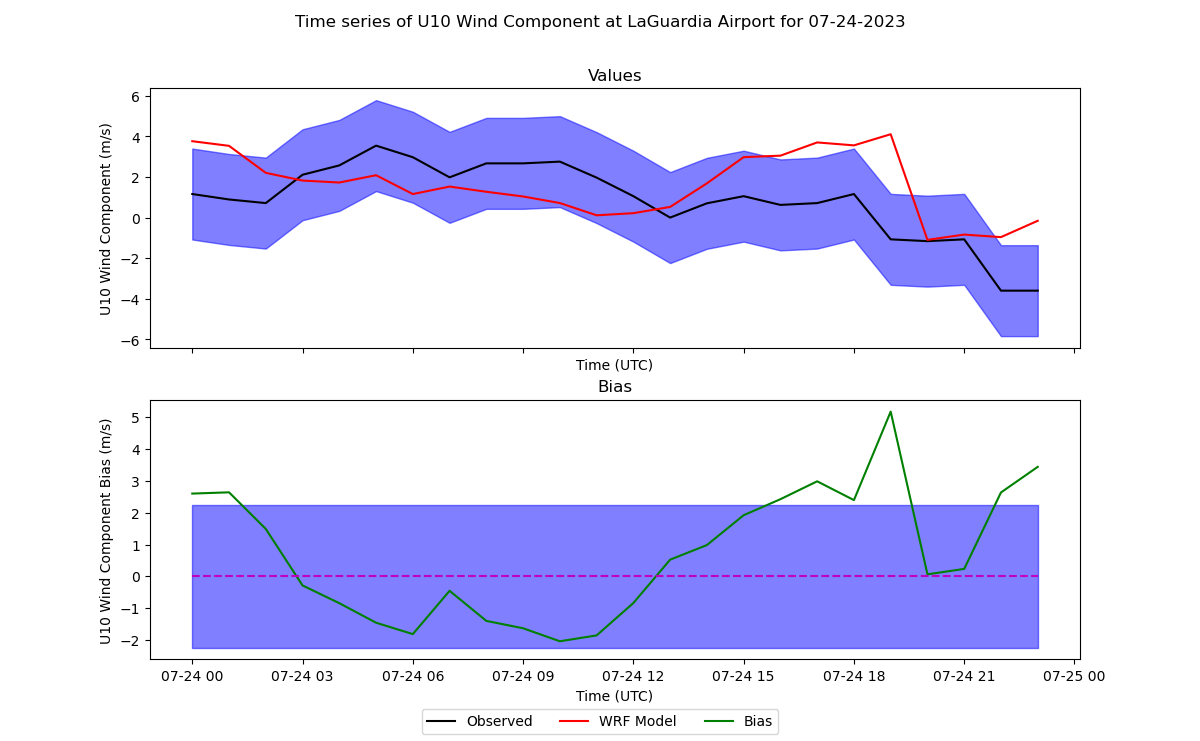 Time series of U10 Wind Component at LaGuardia Airport for 07-24-2023
Values
U10 Wind Component (m/s)
6
4
2
0
−2
−4
−6
Time (UTC)
Bias
U10 Wind Component Bias (m/s)
5
4
3
2
1
0
−1
−2
07-24 00 07-24 03 07-24 06 07-24 09 07-24 12 07-24 15 07-24 18 07-24 21 07-25 00
Time (UTC)
Observed WRF Model Bias